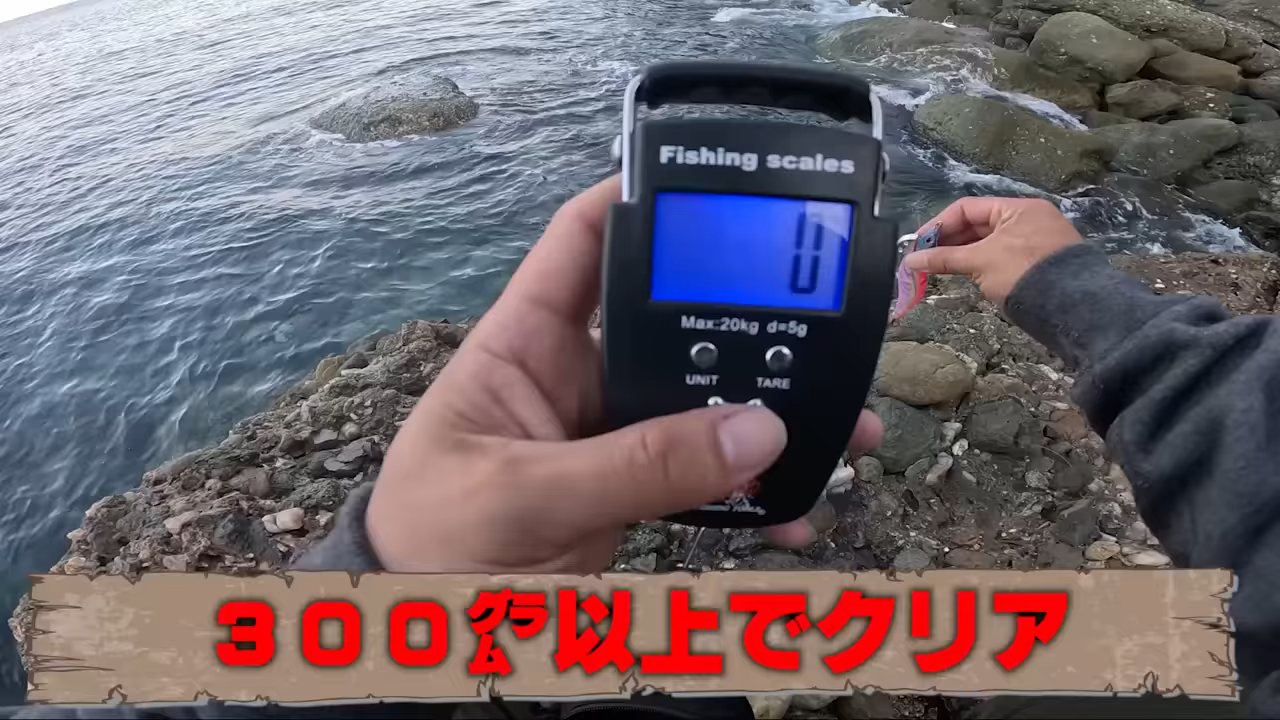 Fishing scales
0
Max:20kg d=5g
UNIT TARE
300㌘以上でクリア